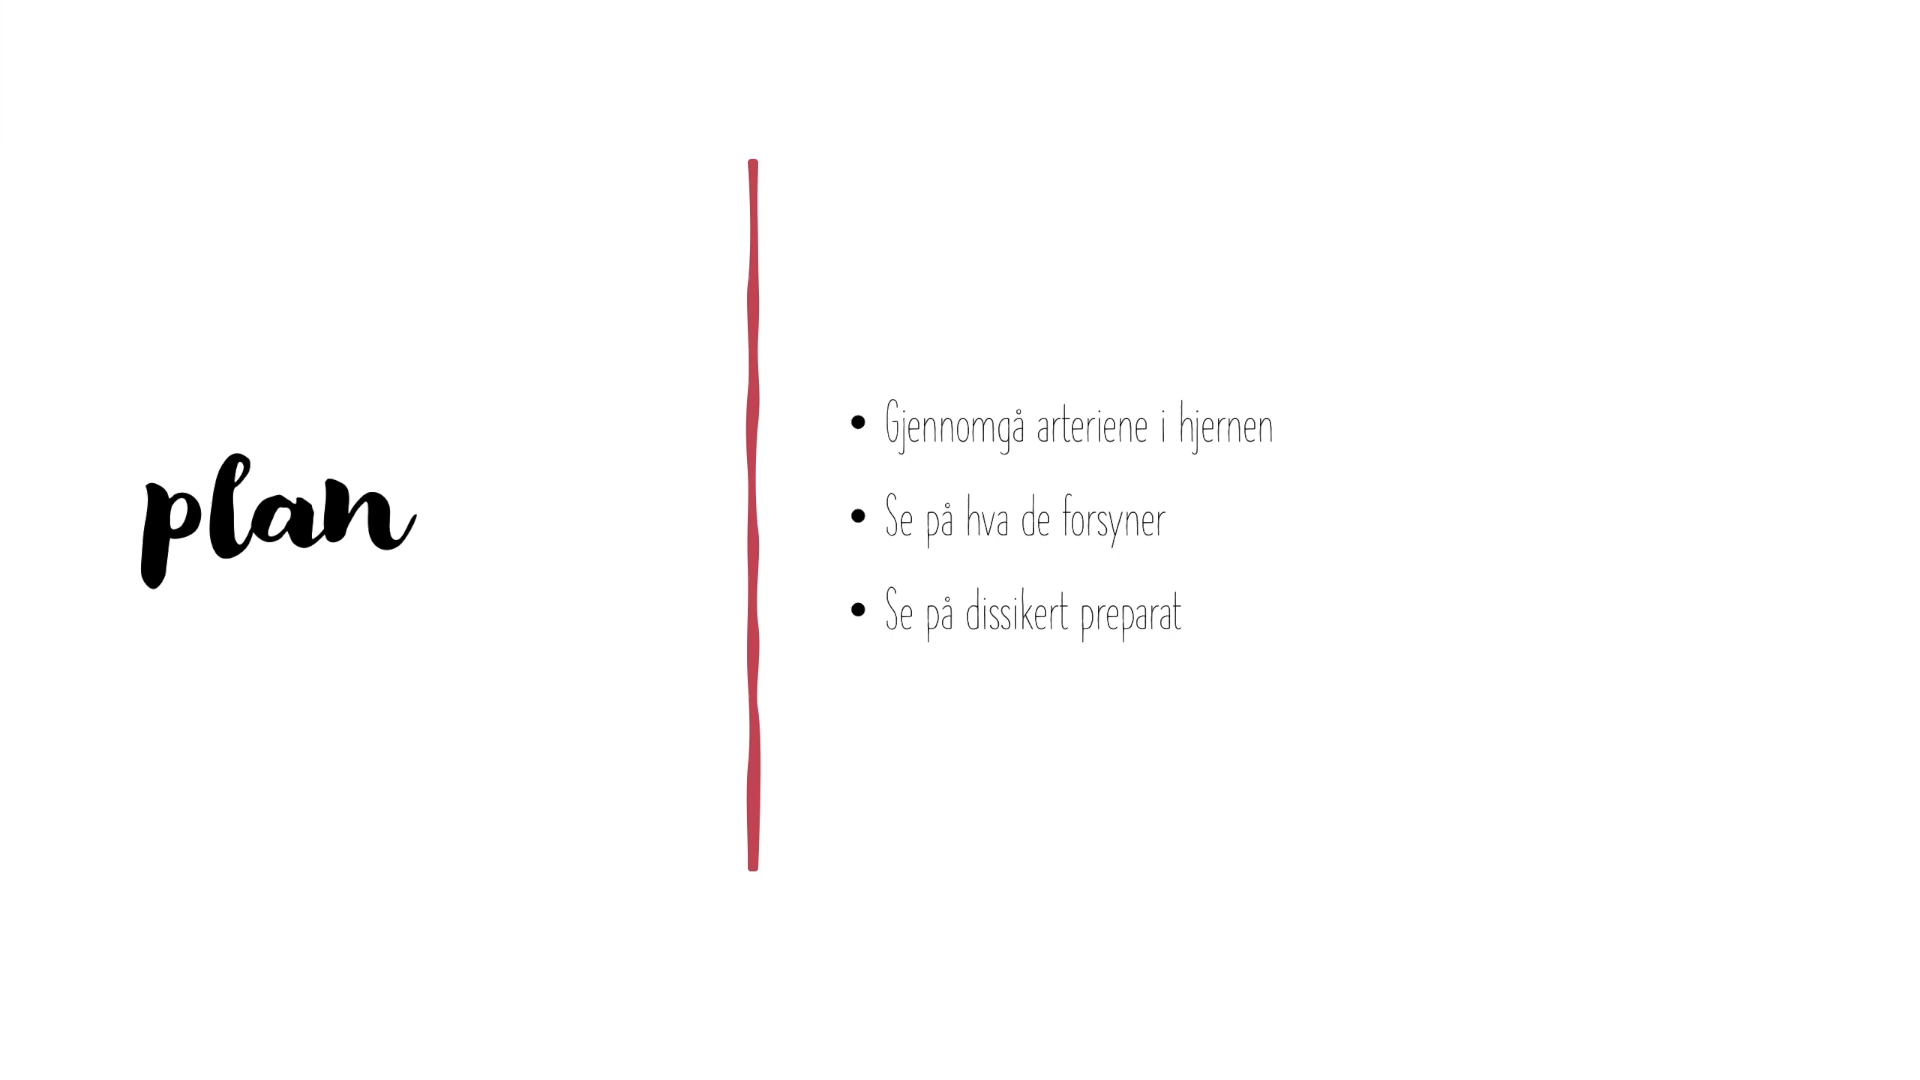 plan
• Gjennomgå arteriene i hjernen
• Se på hva de forsyner
• Se på dissikert preparat